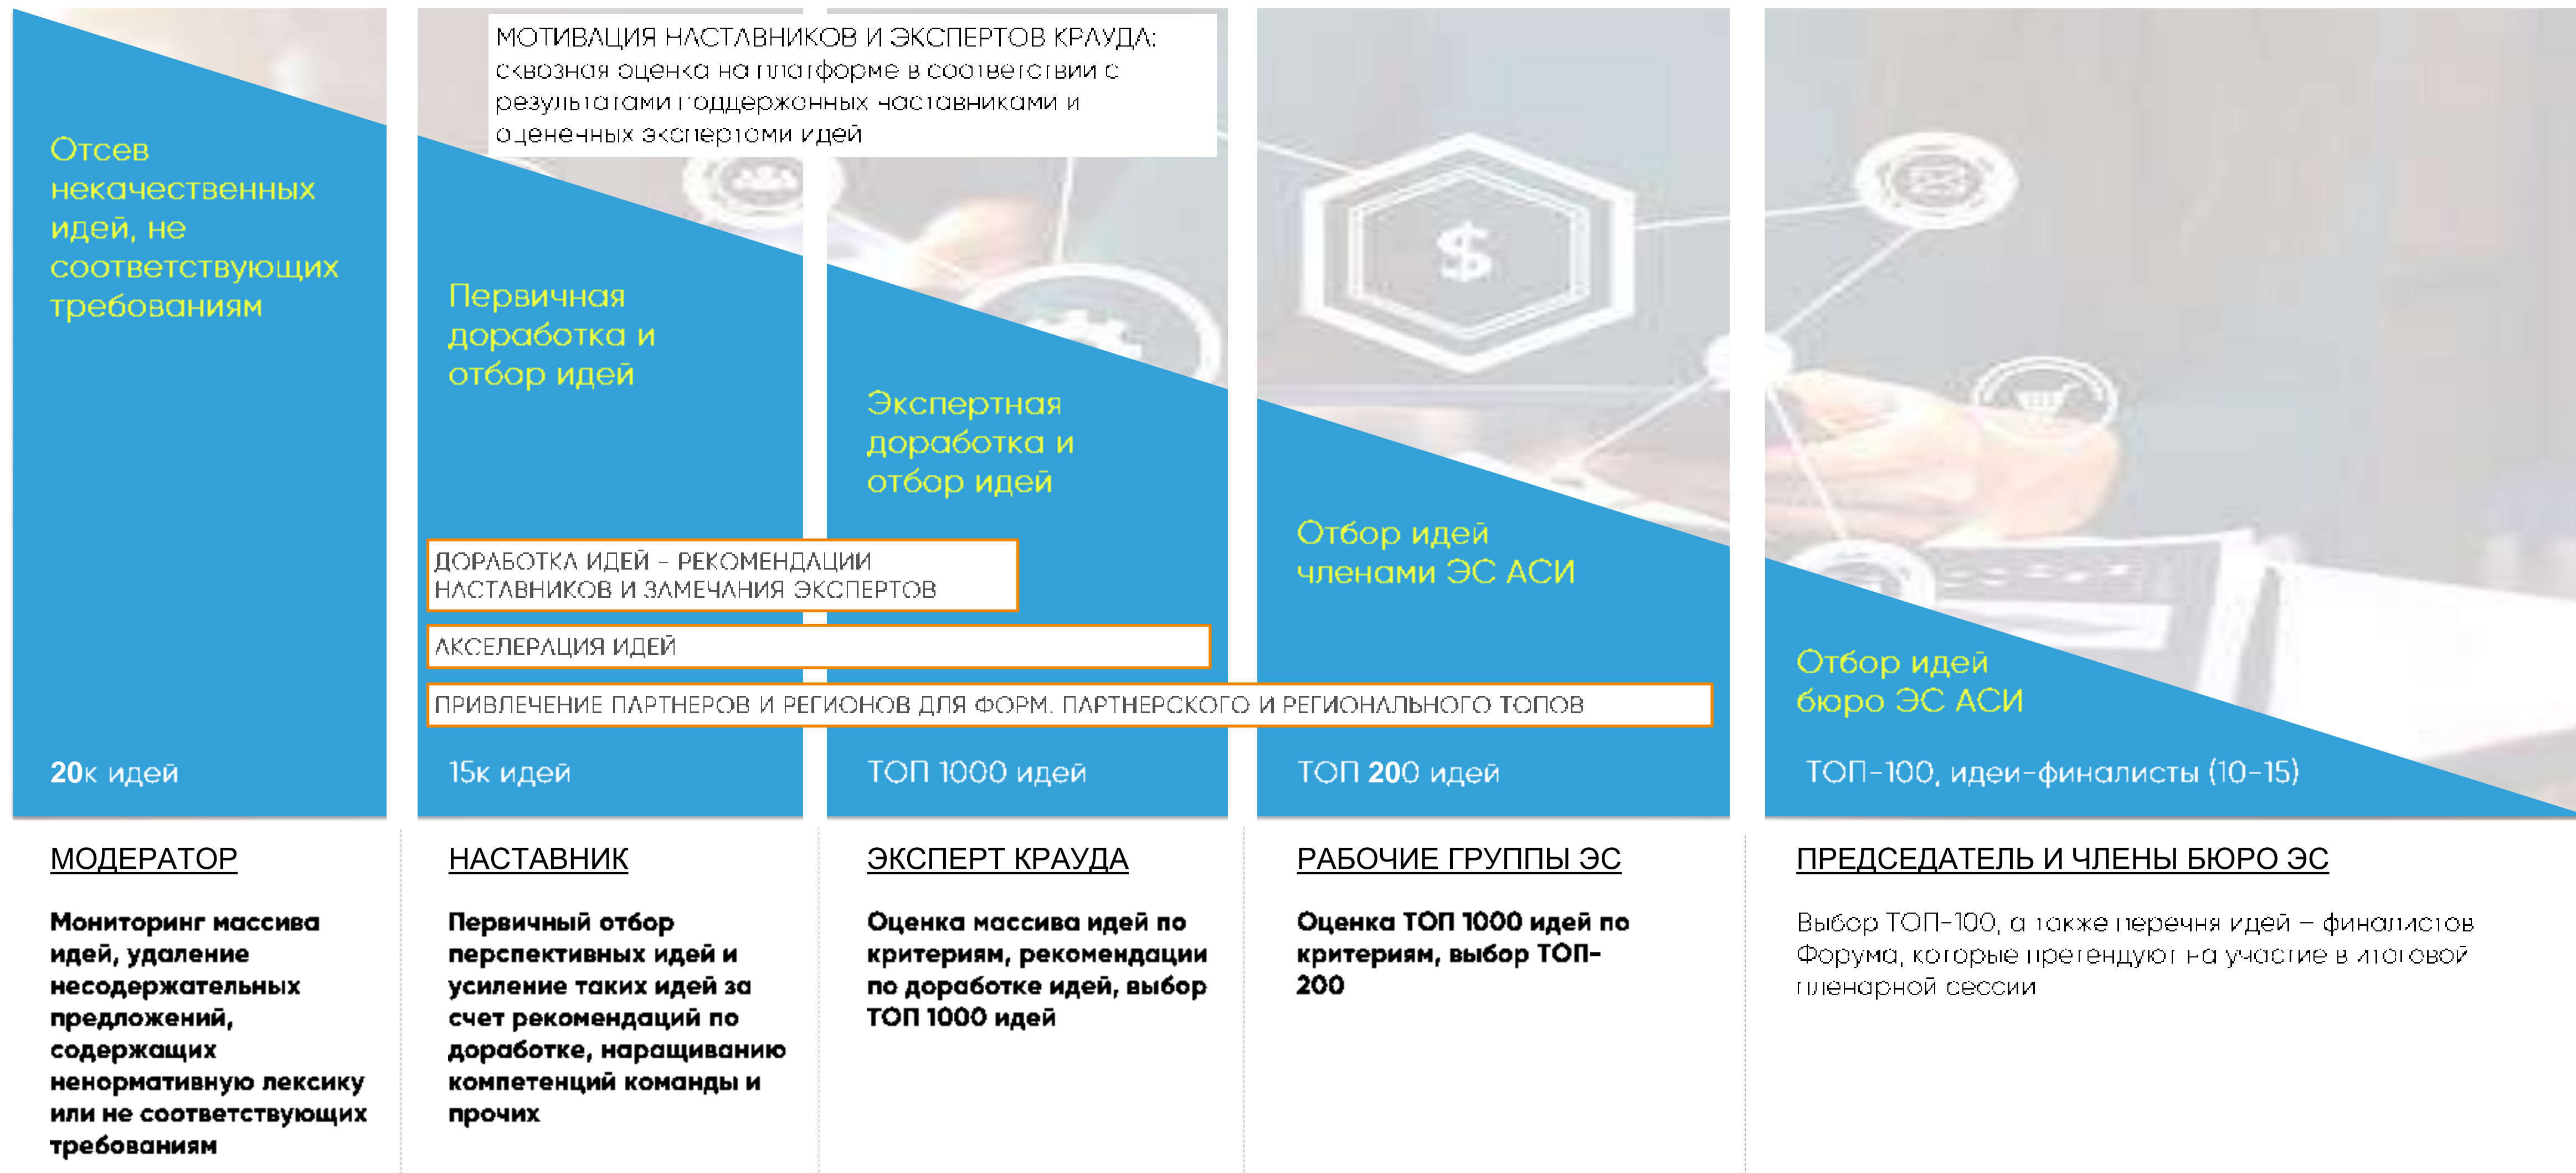 МОТИВАЦИЯ НАСТАВНИКОВ И ЭКСПЕРТОВ КРАУДА:
сквозная оценка на платформе в соответствии с
результатами поддержанных наставниками и
оцененных экспертами идей
Отсев
некачественных
идей, не
соответствующих
требованиям
Первичная
доработка и
отбор идей
Экспертная
доработка и
отбор идей
Отбор идей
членами ЭС АСИ
Отбор идей
бюро ЭС АСИ
ДОРАБОТКА ИДЕЙ – РЕКОМЕНДАЦИИ
НАСТАВНИКОВ И ЗАМЕЧАНИЯ ЭКСПЕРТОВ
АКСЕЛЕРАЦИЯ ИДЕЙ
ПРИВЛЕЧЕНИЕ ПАРТНЕРОВ И РЕГИОНОВ ДЛЯ ФОРМ. ПАРТНЕРСКОГО И РЕГИОНАЛЬНОГО ТОПОВ
20к идей
15к идей
ТОП 1000 идей
ТОП 200 идей
ТОП-100, идеи-финалисты (10-15)
МОДЕРАТОР
Мониторинг массива
идей, удаление
несодержательных
предложений,
содержащих
ненормативную лексику
или не соответствующих
требованиям
НАСТАВНИК
Первичный отбор
перспективных идей и
усиление таких идей за
счет рекомендаций по
доработке, наращиванию
компетенций команды и
прочих
ЭКСПЕРТ КРАУДА
Оценка массива идей по
критериям, рекомендации
по доработке идей, выбор
ТОП 1000 идей
РАБОЧИЕ ГРУППЫ ЭС
Оценка ТОП 1000 идей по
критериям, выбор ТОП-
200
ПРЕДСЕДАТЕЛЬ И ЧЛЕНЫ БЮРО ЭС
Выбор ТОП-100, а также перечня идей – финалистов
Форума, которые претендуют на участие в итоговой
пленарной сессии
$